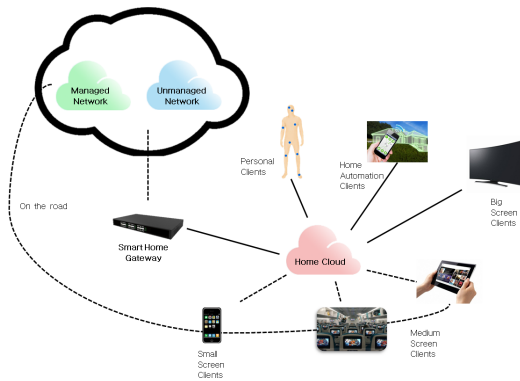 Managed
Network
Unmanaged
Network
Personal
Clients
Home
Automation
Clients
Big
Screen
Clients
On the road
Smart Home
Gateway
Home Cloud
Small
Screen
Clients
Medium
Screen
Clients